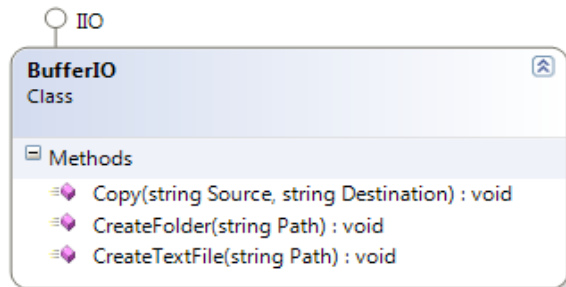 IIO
BufferIO
Class
Methods
Copy(string Source, string Destination) : void
CreateFolder(string Path) : void
CreateTextFile(string Path) : void